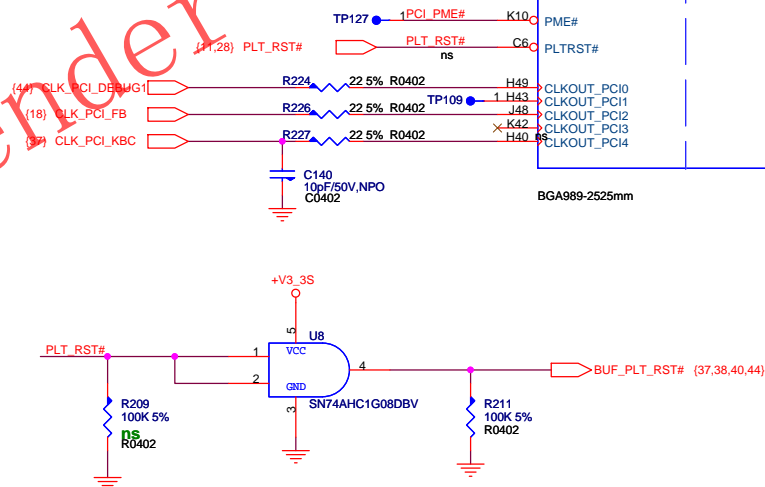 TP127 1 PCI_PME# K10 PME#
{11,28} PLT_RST# PLT_RST# C6 PLTRST#
ns
{44} CLK_PCI_DEBUG1 R224 22 5% R0402 H49 CLKOUT_PCI0
TP109 1 H43 CLKOUT_PCI1
{18} CLK_PCI_FB R226 22 5% R0402 J48 CLKOUT_PCI2
K42 CLKOUT_PCI3
{37} CLK_PCI_KBC R227 22 5% R0402 H40 ns CLKOUT_PCI4
C140
10pF/50V,NPO
C0402
BGA989-2525mm
ender
+V3_3S
5 U8
PLT_RST# 1 VCC
4 BUF_PLT_RST# {37,38,40,44}
2 GND
3 SN74AHC1G08DBV
R209
100K 5%
ns
R0402
R211
100K 5%
R0402